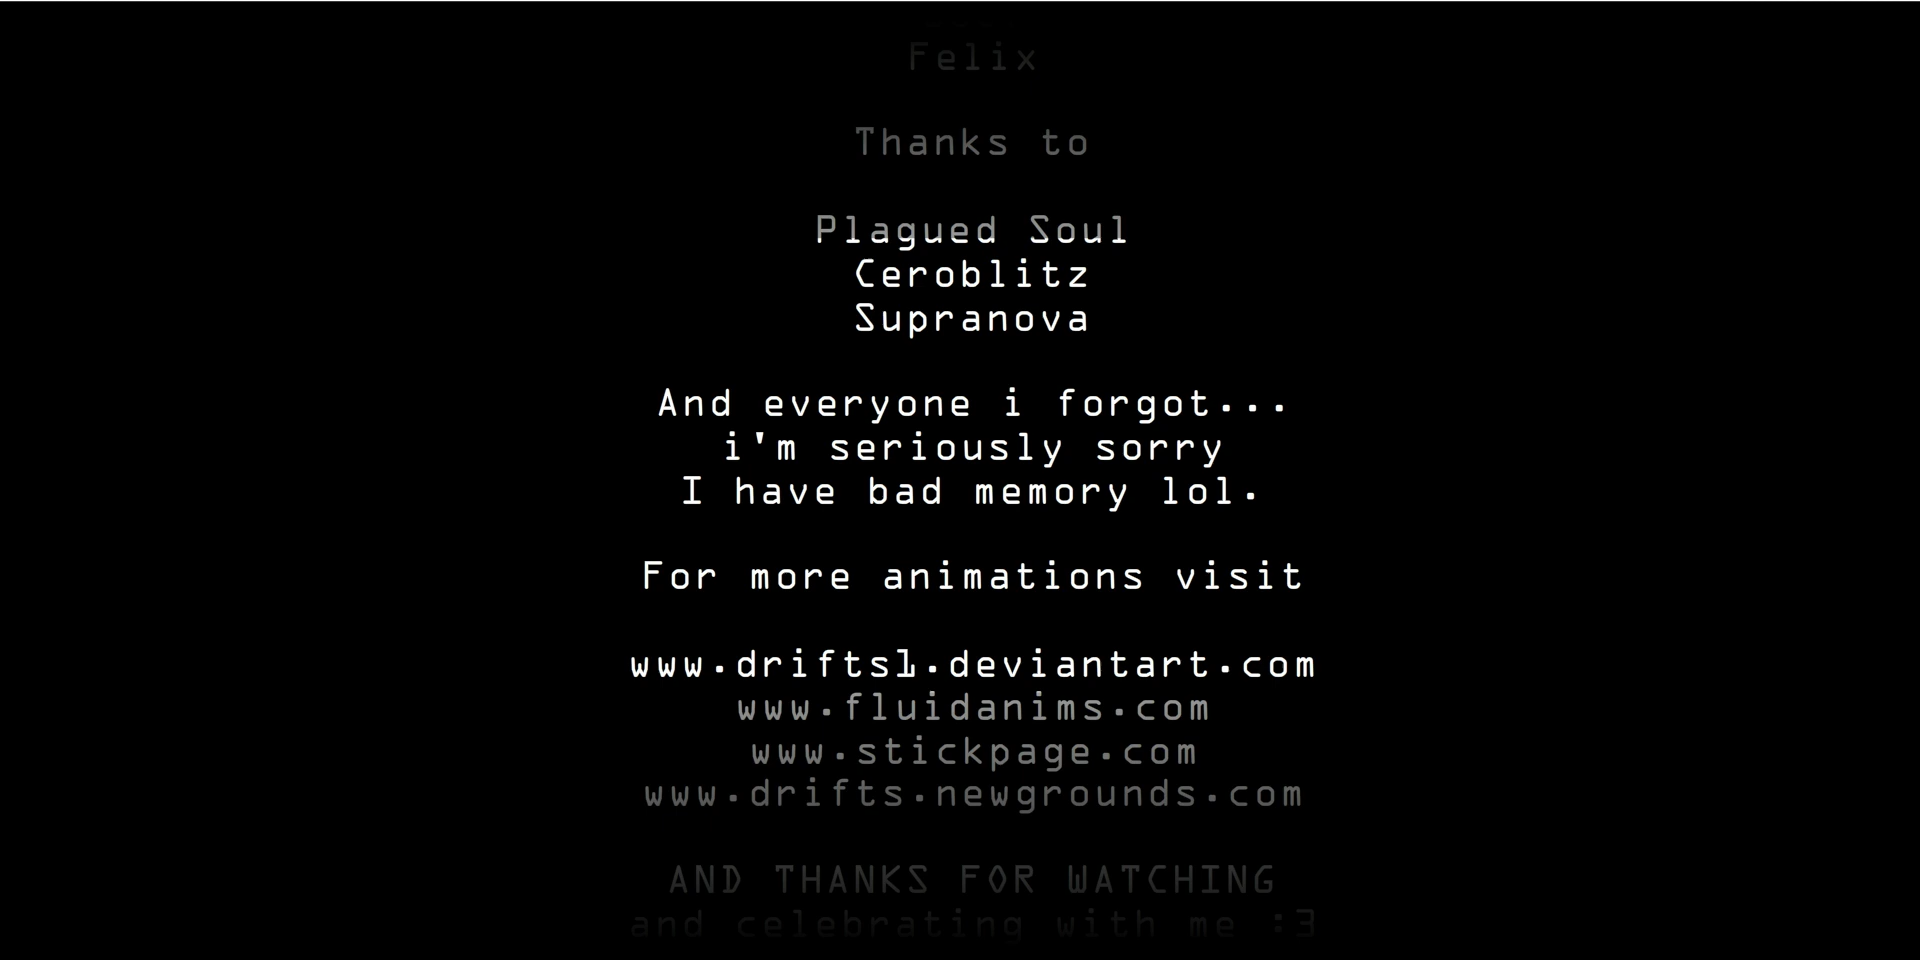 Felix
Thanks to
Plagued Soul
Ceroblitz
Supranova
And everyone i forgot...
i'm seriously sorry
I have bad memory lol.
For more animations visit
www.drifts1.deviantart.com
www.fluidanims.com
www.stickpage.com
www.drifts.newgrounds.com
AND THANKS FOR WATCHING
and celebrating with me :3